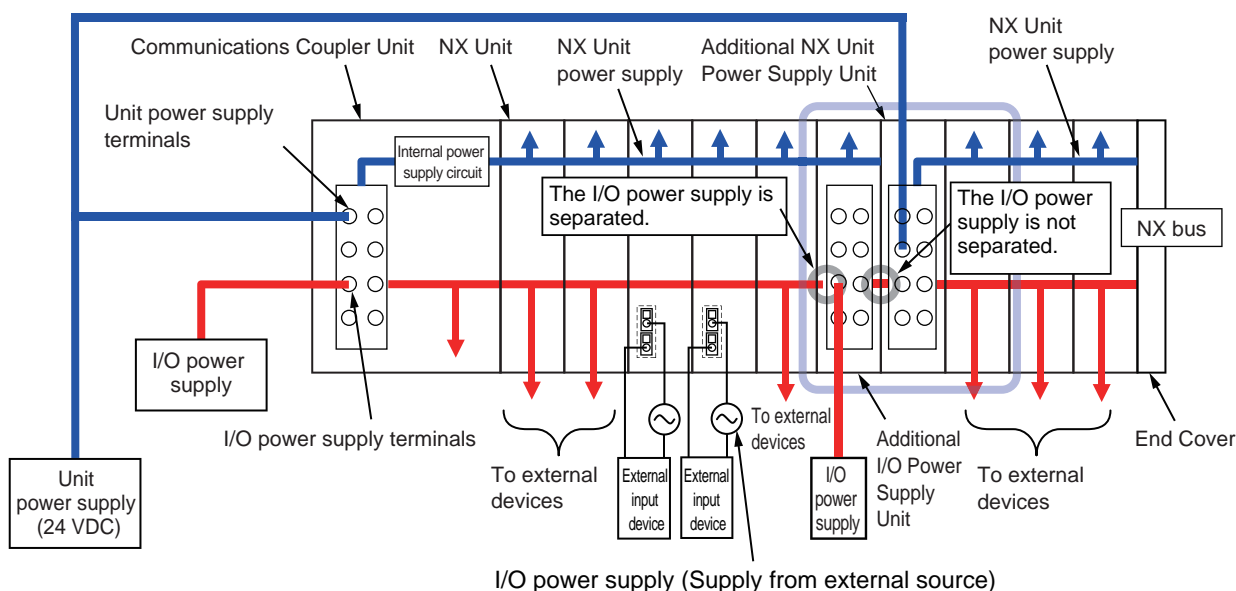 Communications Coupler Unit
NX Unit
NX Unit
power supply
Additional NX Unit
Power Supply Unit
NX Unit
power supply
Unit power supply
terminals
Internal power
supply circuit
The I/O power supply is
separated.
The I/O power
supply is not
separated.
NX bus
I/O power
supply
I/O power supply terminals
To external
devices
To external
devices
Additional
I/O Power
Supply
Unit
To external
devices
End Cover
Unit
power supply
(24 VDC)
External
input
device
External
input
device
I/O
power
supply
I/O power supply (Supply from external source)